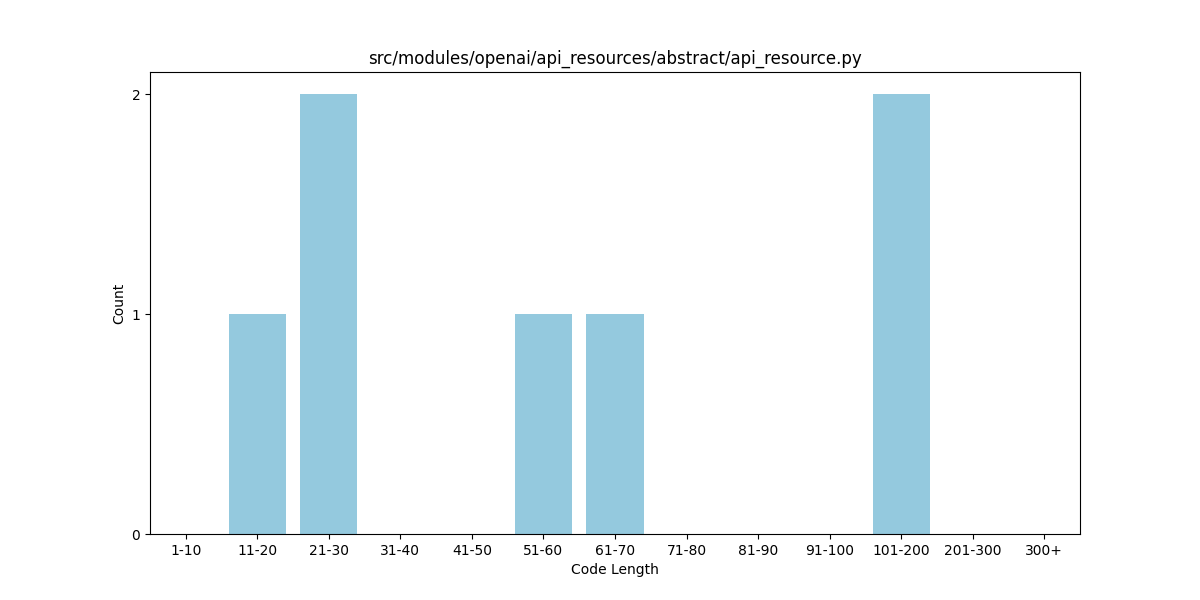 src/modules/openai/api_resources/abstract/api_resource.py
2
1
0
Count
1-10 11-20 21-30 31-40 41-50 51-60 61-70 71-80 81-90 91-100 101-200 201-300 300+
Code Length